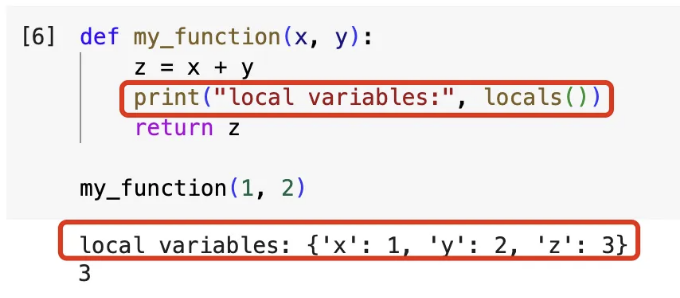 [6] def my_function(x, y):
        z = x + y
        print("local variables:", locals())
        return z
    my_function(1, 2)
local variables: {'x': 1, 'y': 2, 'z': 3}
3